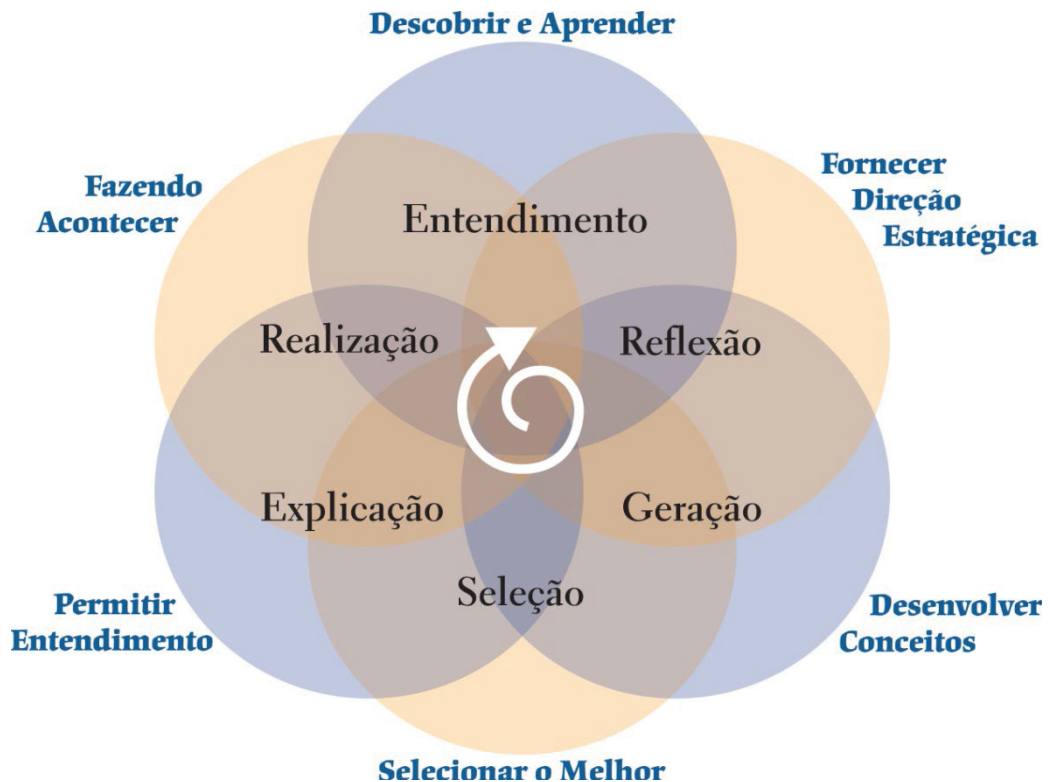 Descobrir e Aprender
Fazendo
Acontecer
Fornecer
Direção
Estratégica
Entendimento
Realização
Reflexão
Explicação
Geração
Seleção
Permitir
Entendimento
Desenvolver
Conceitos
Selecionar o Melhor